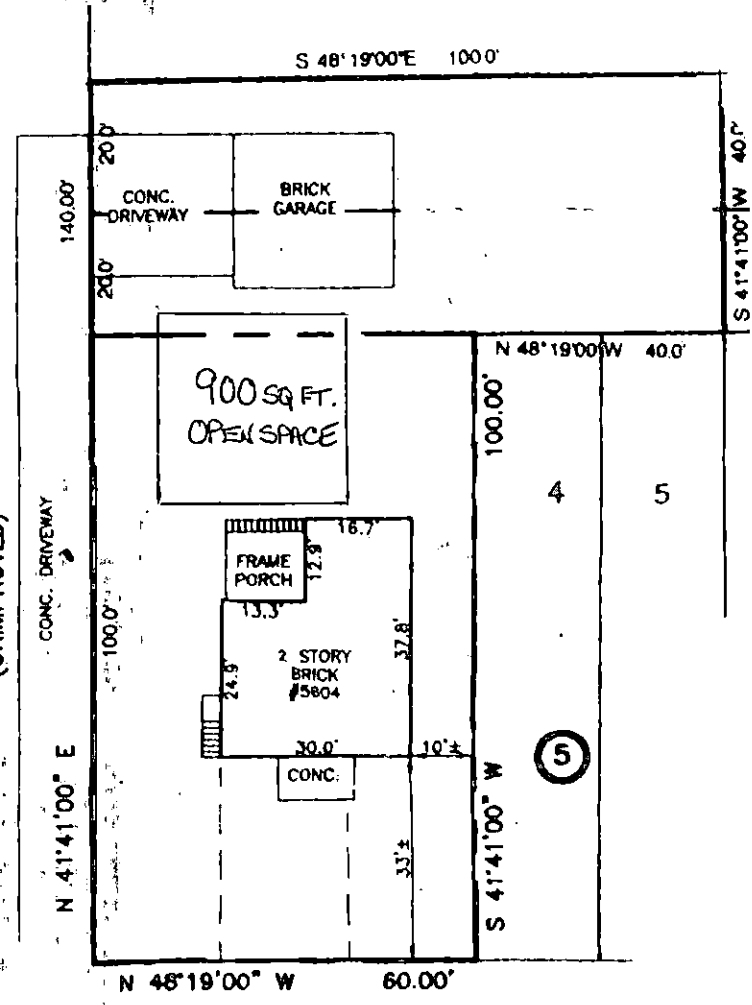 S 48°19'00"E 100.0'
140.00'
20.0'
20.0'
CONC.
DRIVEWAY
BRICK
GARAGE
S 41°41'00" W 40.0'
N 48°19'00" W 40.0'
900 SQ FT.
OPEN SPACE
100.00'
4
5
CONC. DRIVEWAY
100.0'
FRAME
PORCH
12.9'
16.7'
13.3'
24.9'
37.8'
2 STORY
BRICK
#5804
30.0'
10'±
CONC.
33'±
5
N 41°41'00" E
S 41°41'00" W
N 48°19'00" W 60.00'